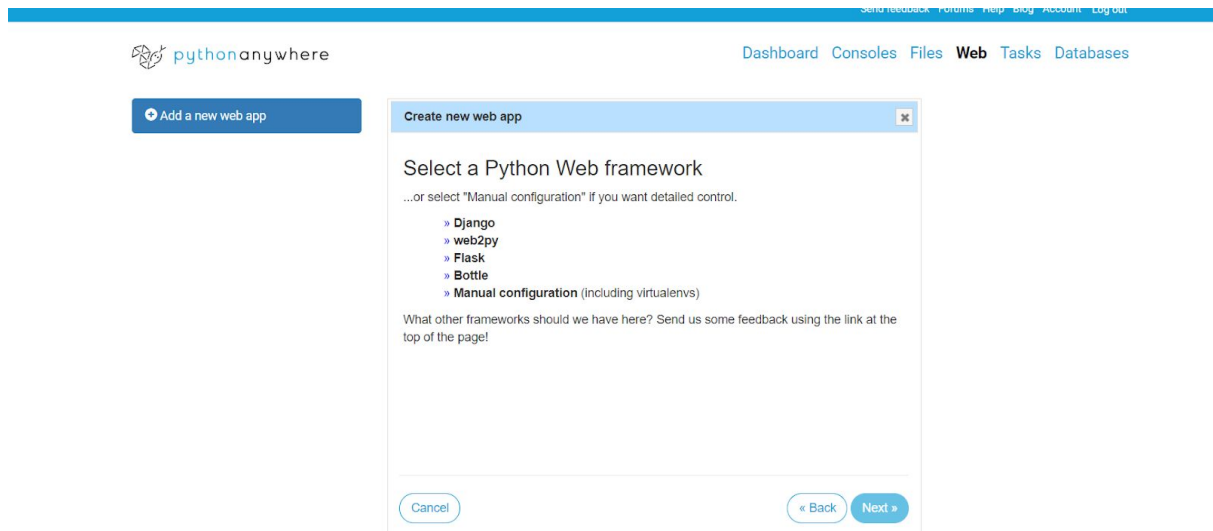 Send feedback Forums Help Blog Account Log out
pythonanywhere
Dashboard Consoles Files Web Tasks Databases
Add a new web app
Create new web app
Select a Python Web framework
...or select "Manual configuration" if you want detailed control.
» Django
» web2py
» Flask
» Bottle
» Manual configuration (including virtualenvs)
What other frameworks should we have here? Send us some feedback using the link at the
top of the page!
Cancel
« Back
Next »